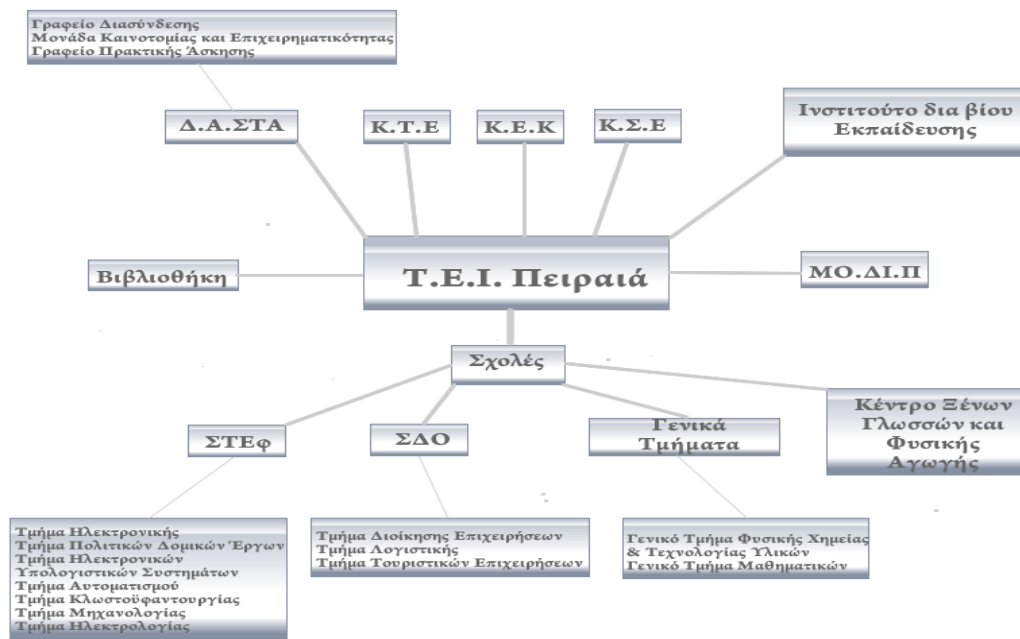 Γραφείο Διασύνδεσης
Μονάδα Καινοτομίας και Επιχειρηματικότητας
Γραφείο Πρακτικής Άσκησης
Δ.Α.ΣΤΑ
Κ.Τ.Ε
Κ.Ε.Κ
Κ.Σ.Ε
Ινστιτούτο δια βίου
Εκπαίδευσης
Βιβλιοθήκη
Τ.Ε.Ι. Πειραιά
ΜΟ.ΔΙ.Π
Σχολές
ΣΤΕφ
ΣΔΟ
Γενικά
Τμήματα
Κέντρο Ξένων
Γλωσσών και
Φυσικής
Αγωγής
Τμήμα Ηλεκτρονικής
Τμήμα Πολιτικών Δομικών Έργων
Τμήμα Ηλεκτρονικών
Υπολογιστικών Συστημάτων
Τμήμα Αυτοματισμού
Τμήμα Κλωστοϋφαντουργίας
Τμήμα Μηχανολογίας
Τμήμα Ηλεκτρολογίας
Τμήμα Διοίκησης Επιχειρήσεων
Τμήμα Λογιστικής
Τμήμα Τουριστικών Επιχειρήσεων
Γενικό Τμήμα Φυσικής Χημείας
& Τεχνολογίας Υλικών
Γενικό Τμήμα Μαθηματικών